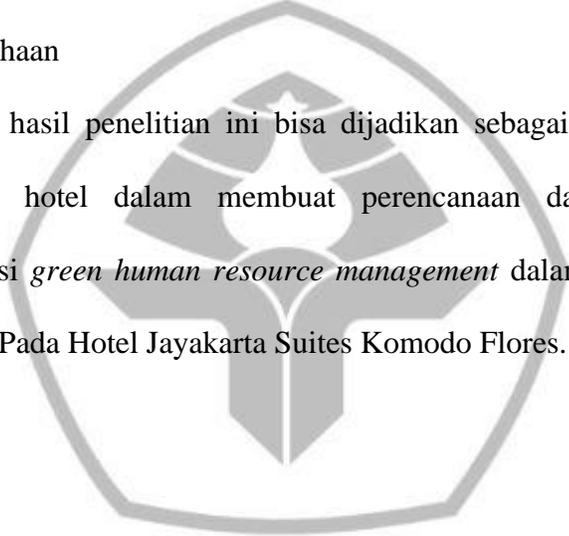 haan
hasil penelitian ini bisa dijadikan sebagai
hotel dalam membuat perencanaan da
si green human resource management dalan
Pada Hotel Jayakarta Suites Komodo Flores.